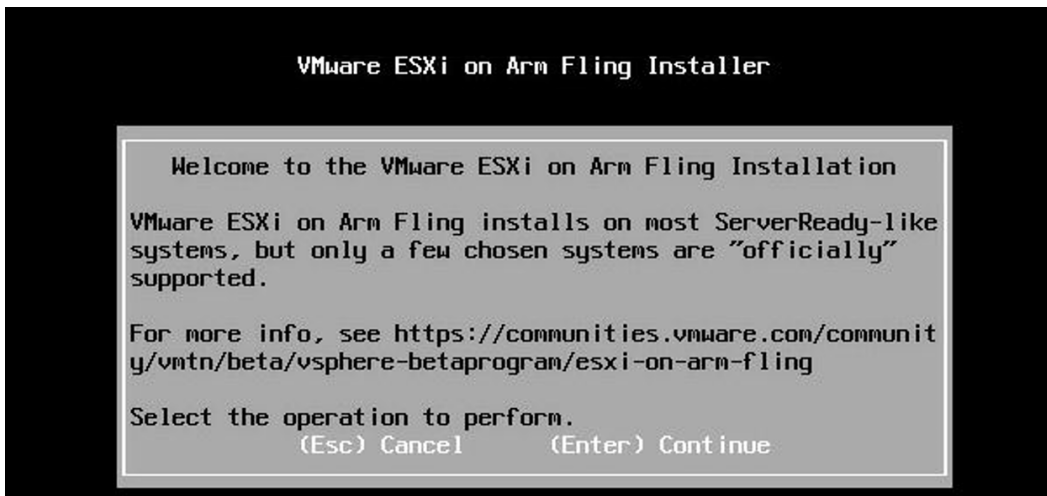 VMware ESXi on Arm Fling Installer
Welcome to the VMware ESXi on Arm Fling Installation
VMware ESXi on Arm Fling installs on most ServerReady-like
systems, but only a few chosen systems are "officially"
supported.
For more info, see https://communities.vmware.com/communit
y/vmtn/beta/vsphere-betaprogram/esxi-on-arm-fling
Select the operation to perform.
(Esc) Cancel (Enter) Continue